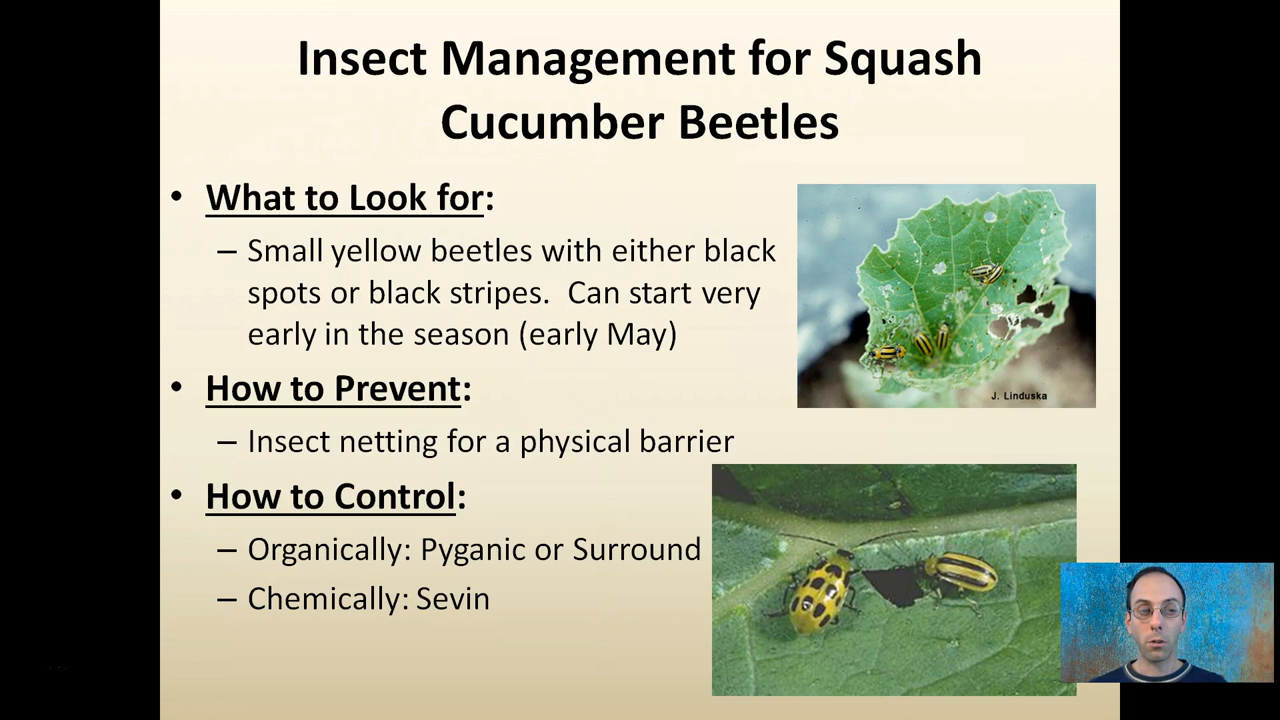 Insect Management for Squash
Cucumber Beetles
• What to Look for:
– Small yellow beetles with either black
spots or black stripes.  Can start very
early in the season (early May)
• How to Prevent:
– Insect netting for a physical barrier
• How to Control:
– Organically: Pyganic or Surround
– Chemically: Sevin
J. Linduska